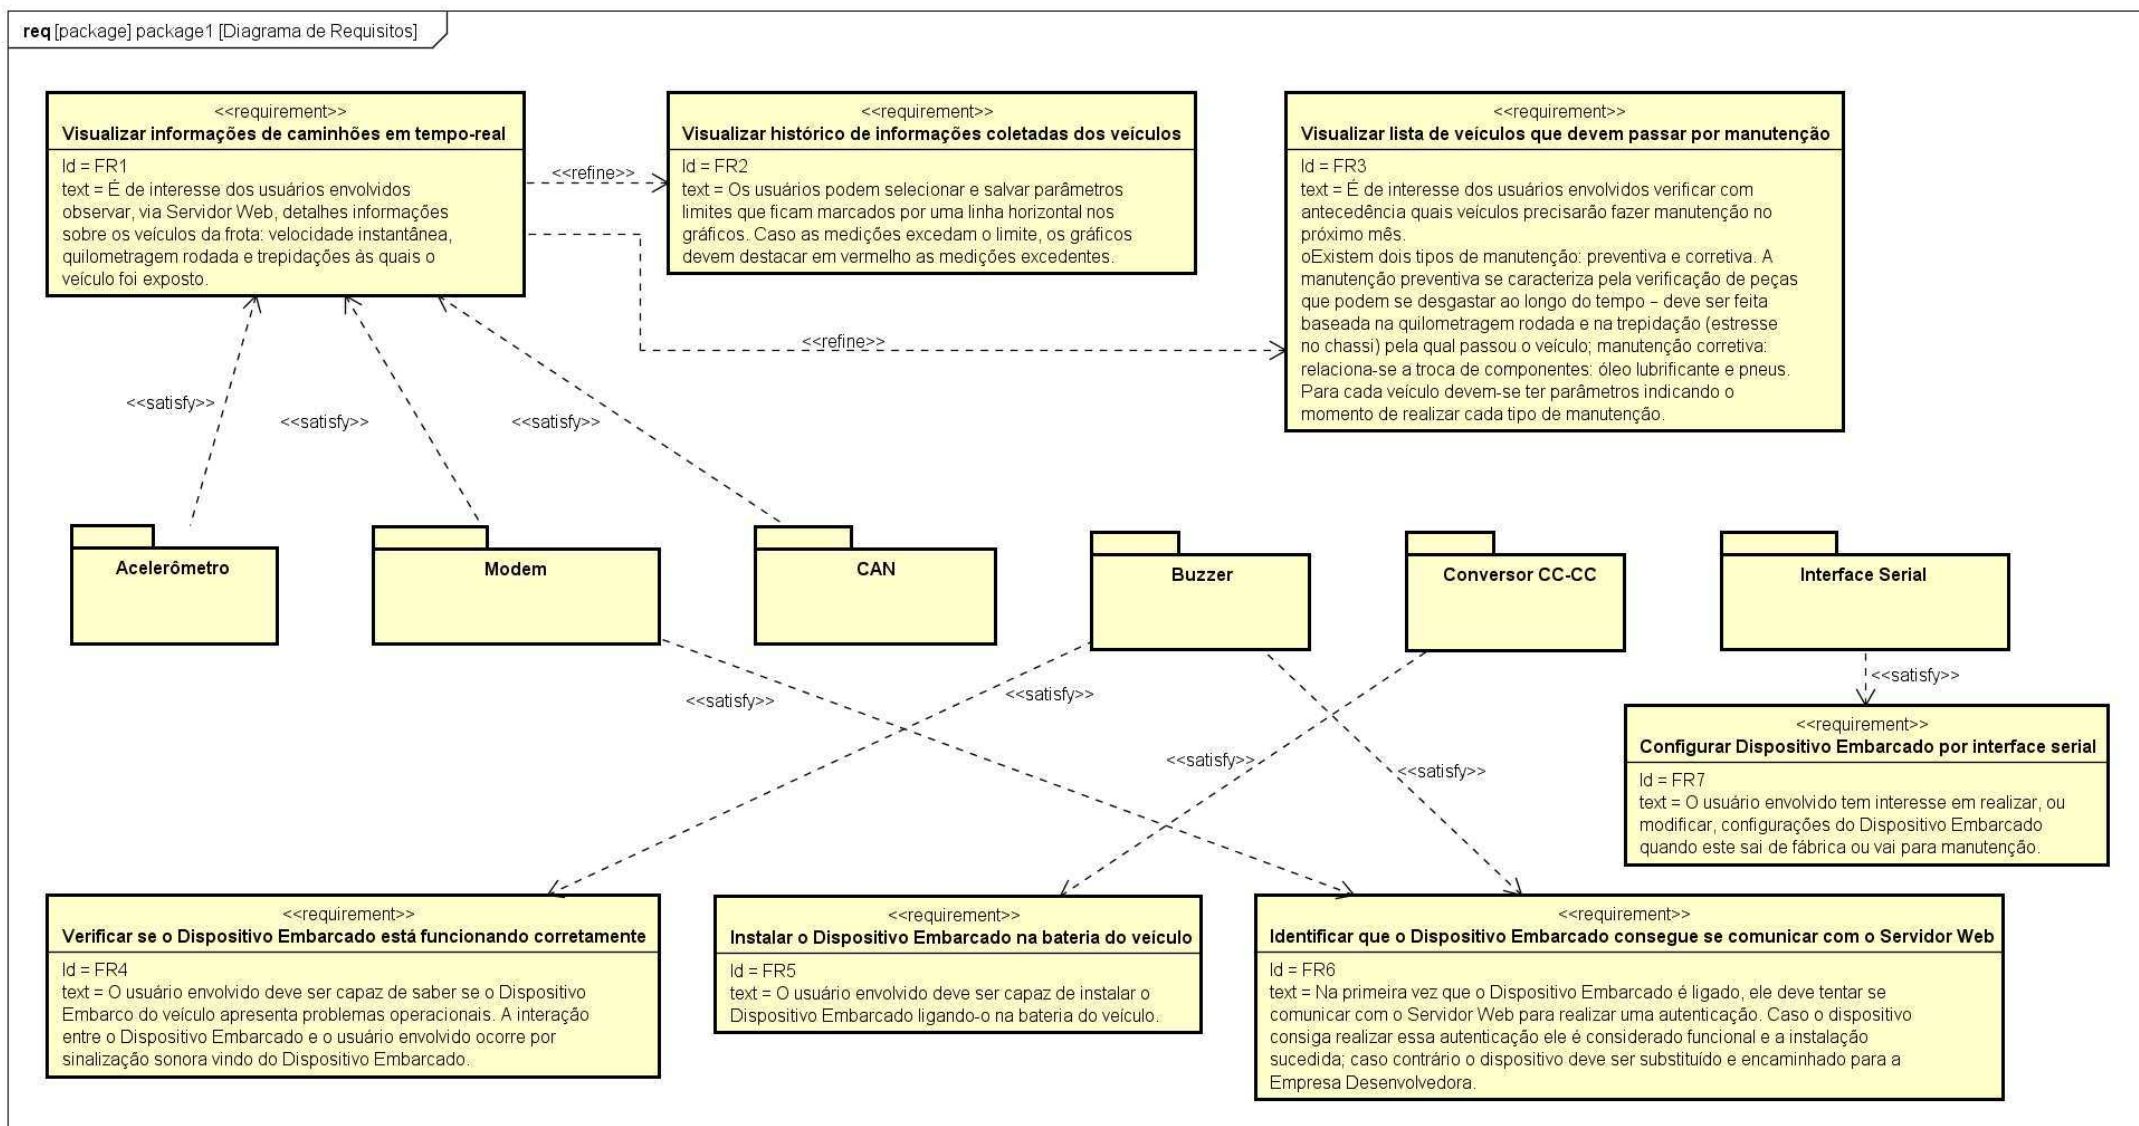 req [package] package1 [Diagrama de Requisitos]
<<requirement>>
Visualizar informações de caminhões em tempo-real
Id = FR1
text = É de interesse dos usuários envolvidos
observar, via Servidor Web, detalhes informações
sobre os veículos da frota: velocidade instantânea,
quilometragem rodada e trepidações às quais o
veículo foi exposto.
<<refine>>
<<requirement>>
Visualizar histórico de informações coletadas dos veículos
Id = FR2
text = Os usuários podem selecionar e salvar parâmetros
limites que ficam marcados por uma linha horizontal nos
gráficos. Caso as medições excedam o limite, os gráficos
devem destacar em vermelho as medições excedentes.
<<refine>>
<<requirement>>
Visualizar lista de veículos que devem passar por manutenção
Id = FR3
text = É de interesse dos usuários envolvidos verificar com
antecedência quais veículos precisarão fazer manutenção no
próximo mês.
oExistem dois tipos de manutenção: preventiva e corretiva. A
manutenção preventiva se caracteriza pela verificação de peças
que podem se desgastar ao longo do tempo – deve ser feita
baseada na quilometragem rodada e na trepidação (estresse
no chassi) pela qual passou o veículo; manutenção corretiva:
relaciona-se a troca de componentes: óleo lubrificante e pneus.
Para cada veículo devem-se ter parâmetros indicando o
momento de realizar cada tipo de manutenção.
<<satisfy>>
<<satisfy>>
<<satisfy>>
Acelerômetro
Modem
CAN
Buzzer
Conversor CC-CC
Interface Serial
<<satisfy>>
<<satisfy>>
<<satisfy>>
<<satisfy>>
<<satisfy>>
<<requirement>>
Configurar Dispositivo Embarcado por interface serial
Id = FR7
text = O usuário envolvido tem interesse em realizar, ou
modificar, configurações do Dispositivo Embarcado
quando este sai de fábrica ou vai para manutenção.
<<requirement>>
Verificar se o Dispositivo Embarcado está funcionando corretamente
Id = FR4
text = O usuário envolvido deve ser capaz de saber se o Dispositivo
Embarco do veículo apresenta problemas operacionais. A interação
entre o Dispositivo Embarcado e o usuário envolvido ocorre por
sinalização sonora vindo do Dispositivo Embarcado.
<<requirement>>
Instalar o Dispositivo Embarcado na bateria do veículo
Id = FR5
text = O usuário envolvido deve ser capaz de instalar o
Dispositivo Embarcado ligando-o na bateria do veículo.
<<requirement>>
Identificar que o Dispositivo Embarcado consegue se comunicar com o Servidor Web
Id = FR6
text = Na primeira vez que o Dispositivo Embarcado é ligado, ele deve tentar se
comunicar com o Servidor Web para realizar uma autenticação. Caso o dispositivo
consiga realizar essa autenticação ele é considerado funcional e a instalação
sucedida; caso contrário o dispositivo deve ser substituído e encaminhado para a
Empresa Desenvolvedora.